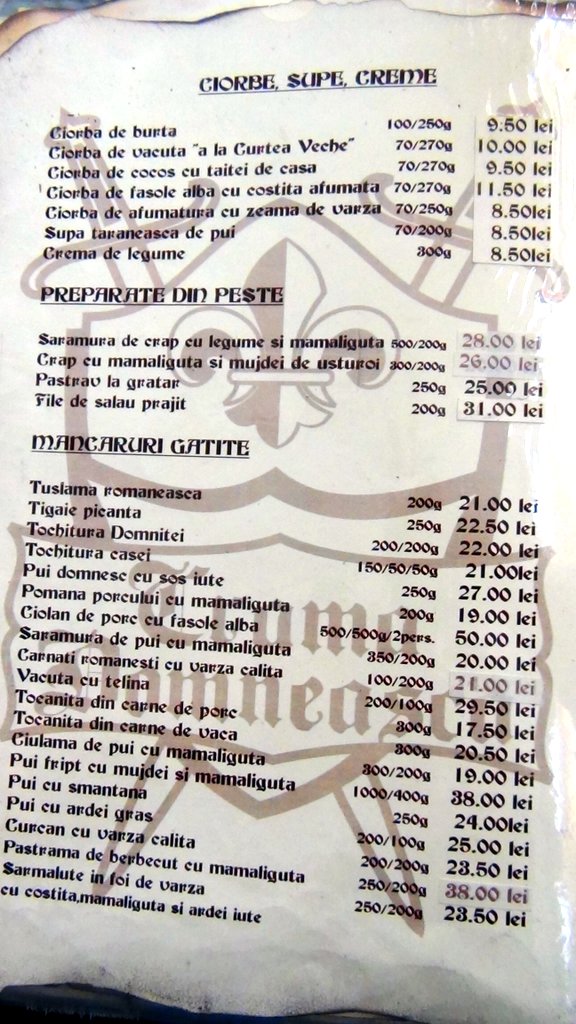 CIORBE, SUPE, CREME
Ciorba de burta 100/250g 9.50 lei
Ciorba de vacuta "a la Curtea Veche" 70/270g 10.00 lei
Ciorba de cocos cu taitei de casa 70/270g 9.50 lei
Ciorba de fasole alba cu costita afumata 70/270g 11.50 lei
Ciorba de afumatura cu zeama de varza 70/250g 8.50lei
Supa taraneasca de pui 70/200g 8.50lei
Crema de legume 300g 8.50lei
PREPARATE DIN PESTE
Saramura de crap cu legume si mamaliguta 500/200g 28.00 lei
Crap cu mamaliguta si mujdei de usturoi 300/200g 26.00 lei
Pastrav la gratar 250g 25.00 lei
File de salau prajit 200g 31.00 lei
MANCARURI GATITE
Tuslama romaneasca 200g 21.00 lei
Tigaie picanta 250g 22.50 lei
Tochitura Domnitei 200/200g 22.00 lei
Tochitura casei 150/50/50g 21.00lei
Pui domnesc cu sos iute 250g 27.00 lei
Pomana porcului cu mamaliguta 200g 19.00 lei
Ciolan de porc cu fasole alba 500/500g/2pers. 50.00 lei
Saramura de pui cu mamaliguta 350/200g 20.00 lei
Carnati romanesti cu varza calita 100/200g 21.00 lei
Vacuta cu telina 200/100g 29.50 lei
Tocanita din carne de porc 300g 17.50 lei
Tocanita din carne de vaca 300g 20.50 lei
Ciulama de pui cu mamaliguta 300/200g 19.00 lei
Pui fript cu mujdei si mamaliguta 1000/400g 38.00 lei
Pui cu smantana 250g 24.00lei
Pui cu ardei gras 200/100g 25.00 lei
Curcan cu varza calita 200/200g 23.50 lei
Pastrama de berbecut cu mamaliguta 250/200g 38.00 lei
Sarmalute in foi de varza 250/200g 23.50 lei
cu costita,mamaliguta si ardei iute